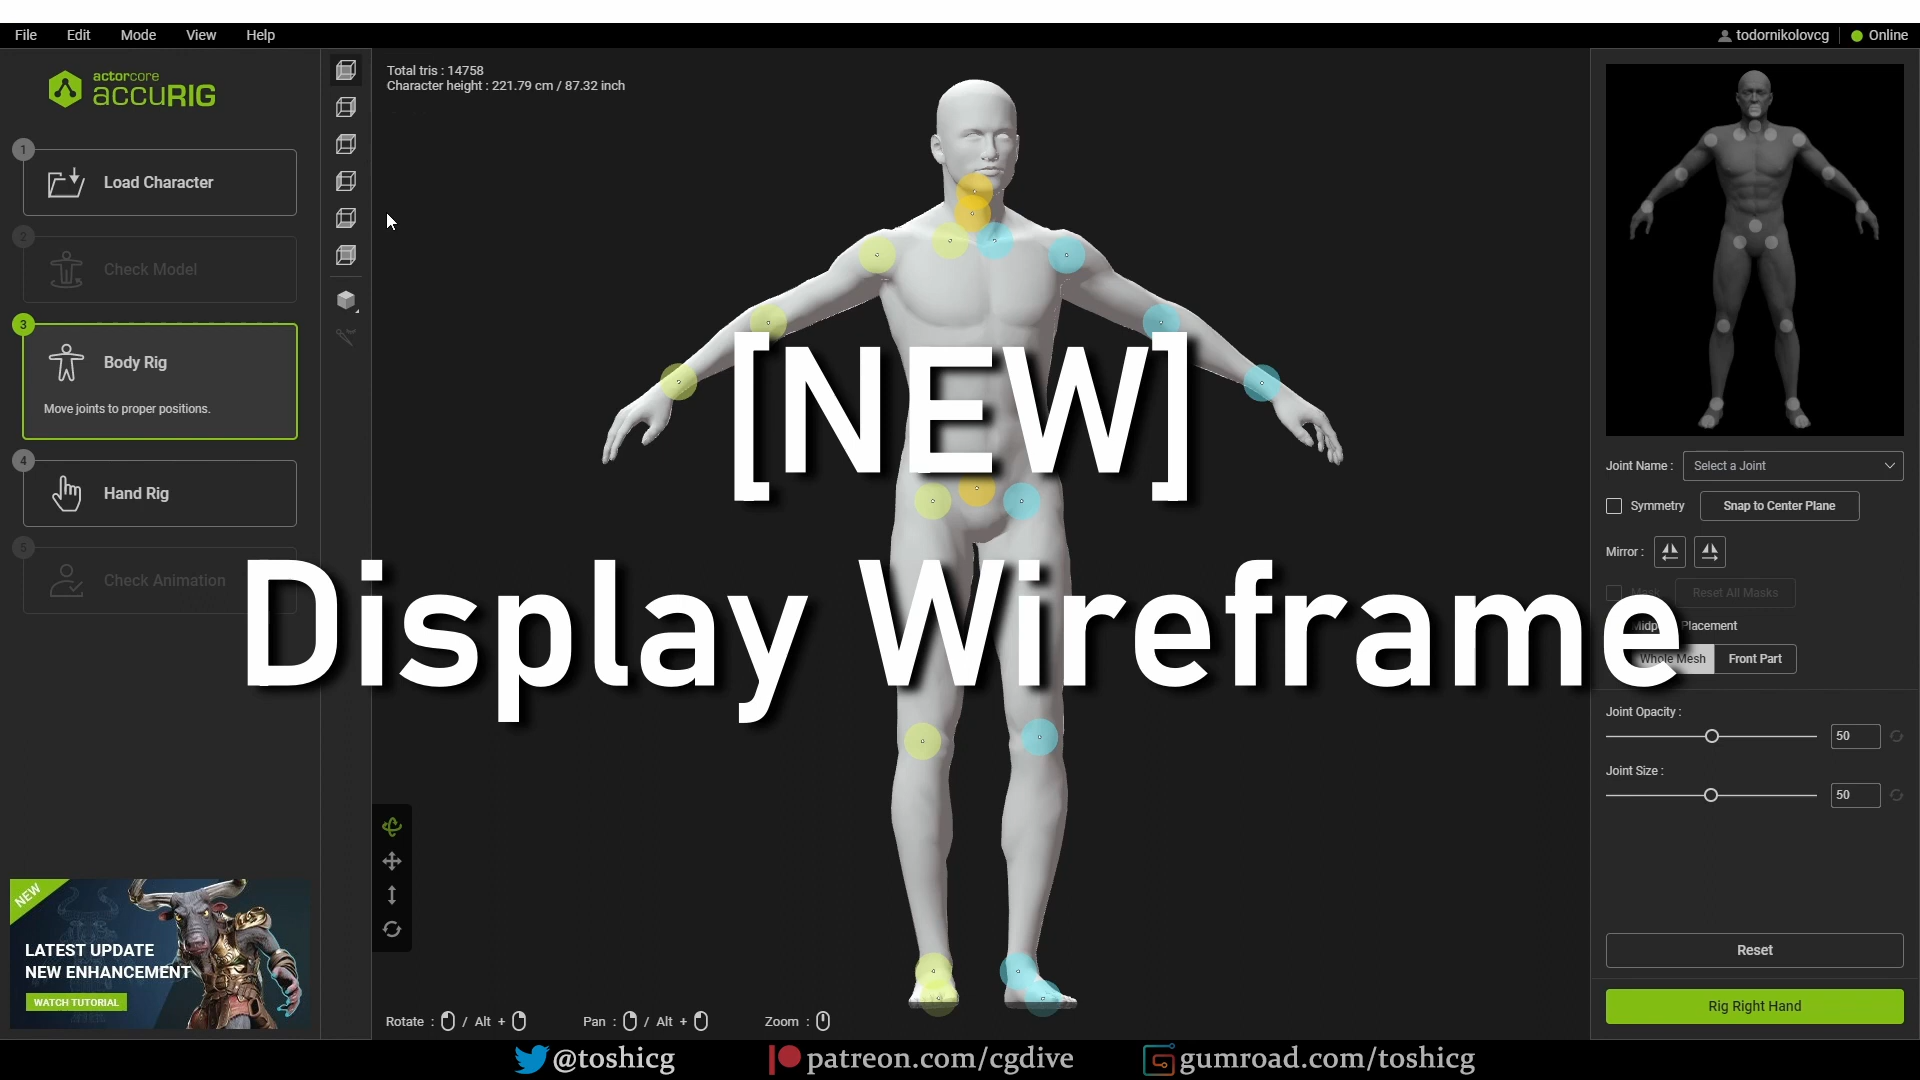 File Edit Mode View Help
todornikolovcg Online
actorcore
accuRIG
Total tris : 14758
Character height : 221.79 cm / 87.32 inch
1
Load Character
2
Check Model
3
Body Rig
Move joints to proper positions.
4
Hand Rig
5
Check Animation
[NEW]
Display Wireframe
Joint Name : Select a Joint
Symmetry Snap to Center Plane
Mirror :
Mask Reset All Masks
Placement
Whole Mesh Front Part
Joint Opacity :
50
Joint Size :
50
Reset
Rig Right Hand
NEW
LATEST UPDATE
NEW ENHANCEMENT
WATCH TUTORIAL
Rotate : / Alt + Pan : / Alt + Zoom :
@toshicg patreon.com/cgdive gumroad.com/toshicg